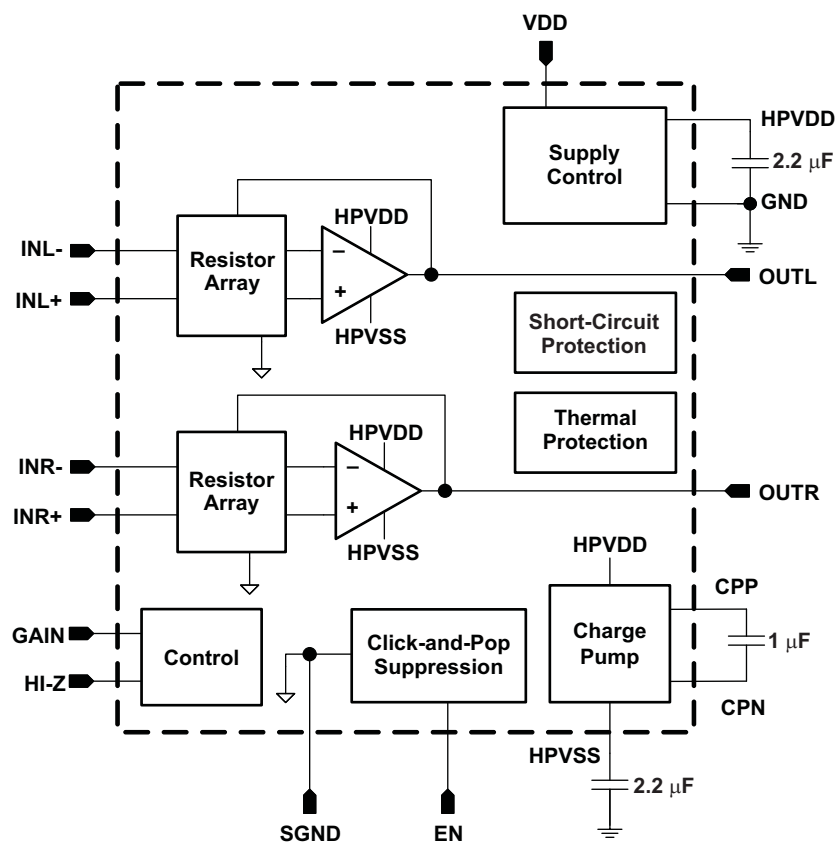 VDD
HPVDD
Supply
Control
2.2 μF
GND
HPVDD
INL-
Resistor
Array
−
+
OUTL
INL+
HPVSS
Short-Circuit
Protection
Thermal
Protection
HPVDD
INR-
Resistor
Array
−
+
OUTR
INR+
HPVSS
HPVDD
CPP
GAIN
Control
Click-and-Pop
Suppression
Charge
Pump
1 μF
HI-Z
CPN
HPVSS
2.2 μF
SGND
EN